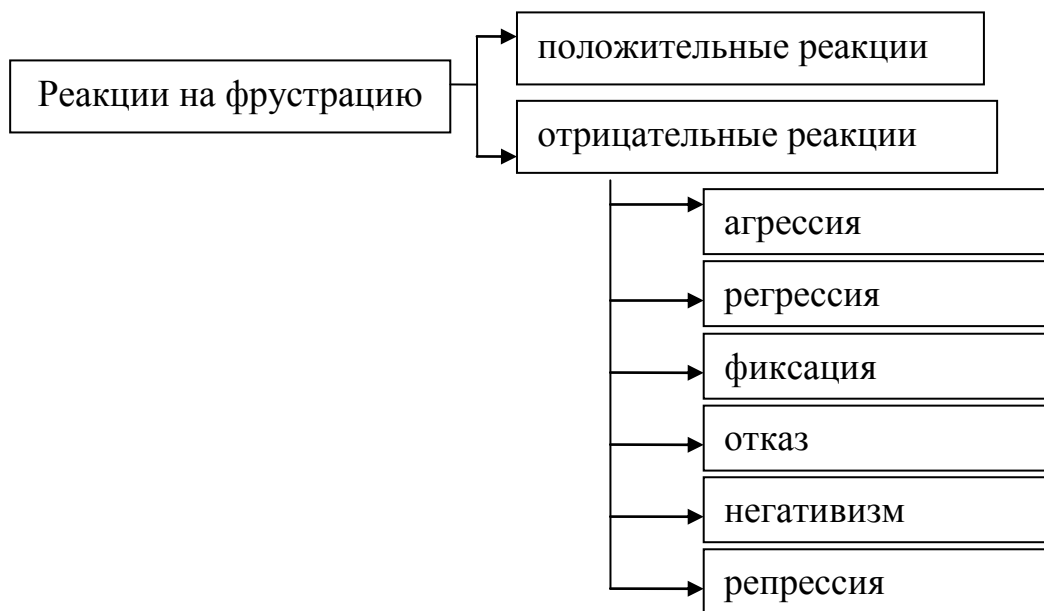 положительные реакции
Реакции на фрустрацию
отрицательные реакции
агрессия
регрессия
фиксация
отказ
негативизм
репрессия